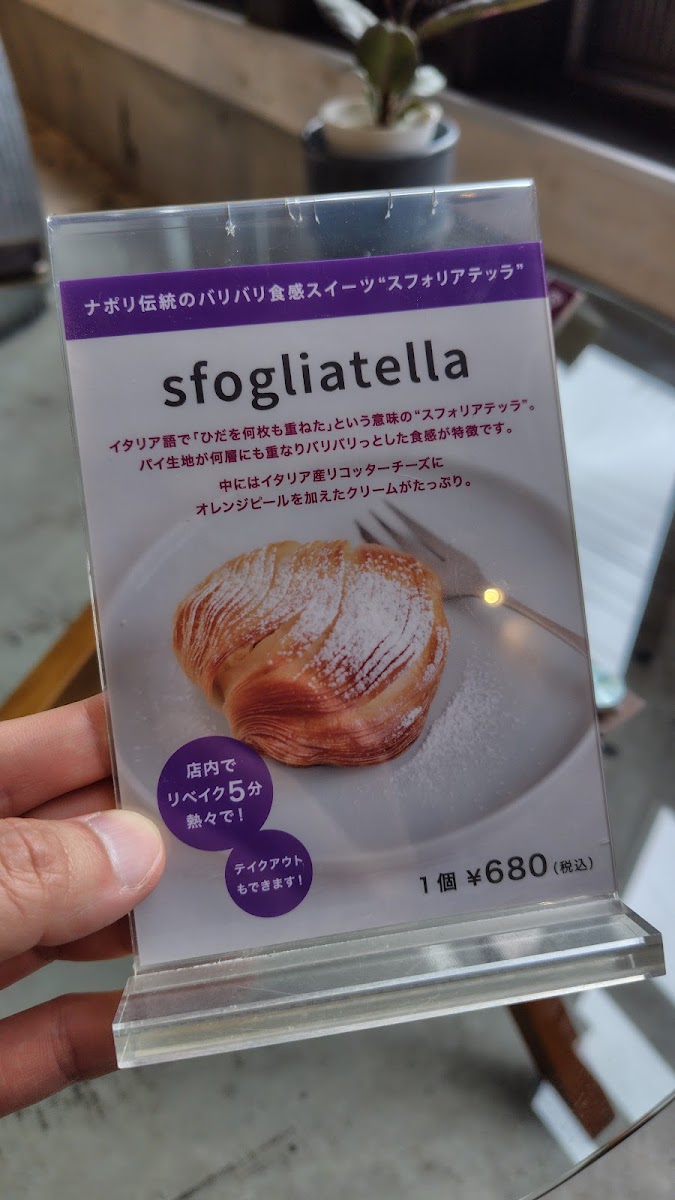 ナポリ伝統のバリバリ食感スイーツ“スフォリアテッラ”
sfogliatella
イタリア語で「ひだを何枚も重ねた」という意味の“スフォリアテッラ”。
パイ生地が何層にも重なりバリバリっとした食感が特徴です。
中にはイタリア産リコッターチーズに
オレンジピールを加えたクリームがたっぷり。
店内で
リベイク5分
熱々で!
テイクアウト
もできます!
1個 ¥680(税込)